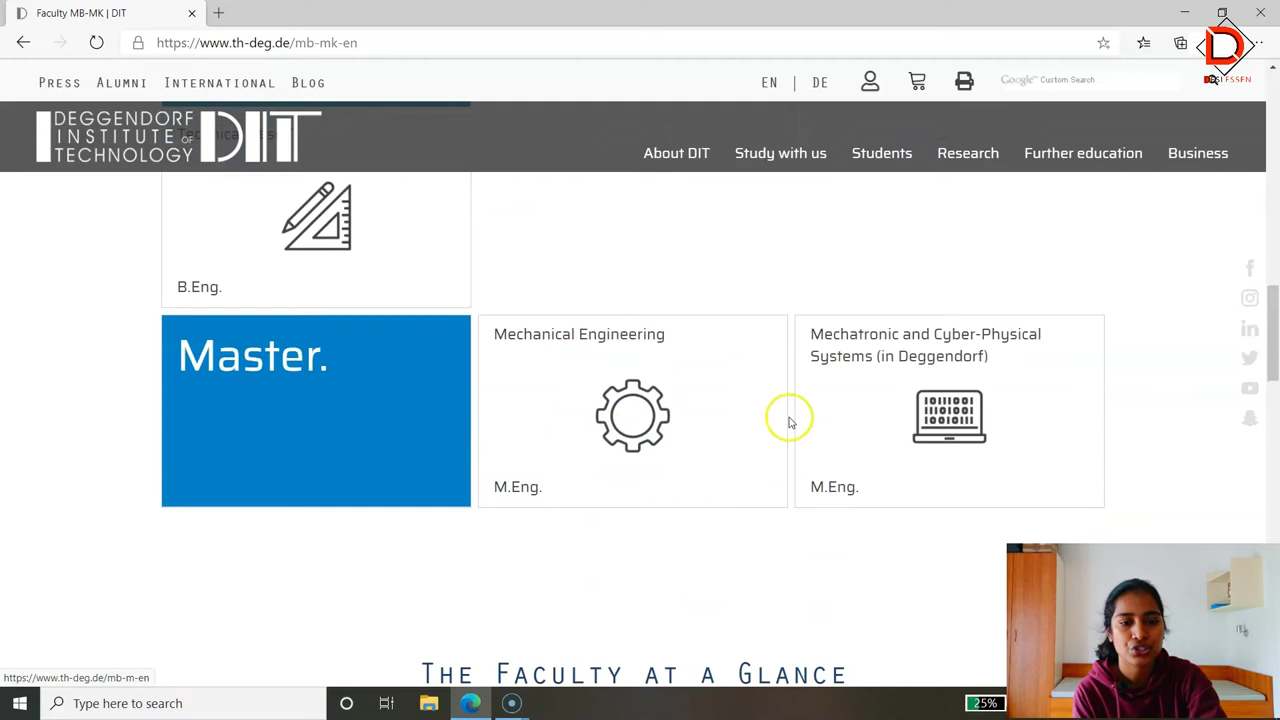 Faculty MB-MK | DIT
https://www.th-deg.de/mb-mk-en
PRESS ALUMNI INTERNATIONAL BLOG
EN | DE
Google Custom Search
DEGGENDORF
INSTITUTE OF
TECHNOLOGY
DIT
About DIT Study with us Students Research Further education Business
B.Eng.
Master.
Mechanical Engineering
M.Eng.
Mechatronic and Cyber-Physical
Systems (in Deggendorf)
M.Eng.
THE FACULTY AT A GLANCE
https://www.th-deg.de/mb-m-en
Type here to search
25%